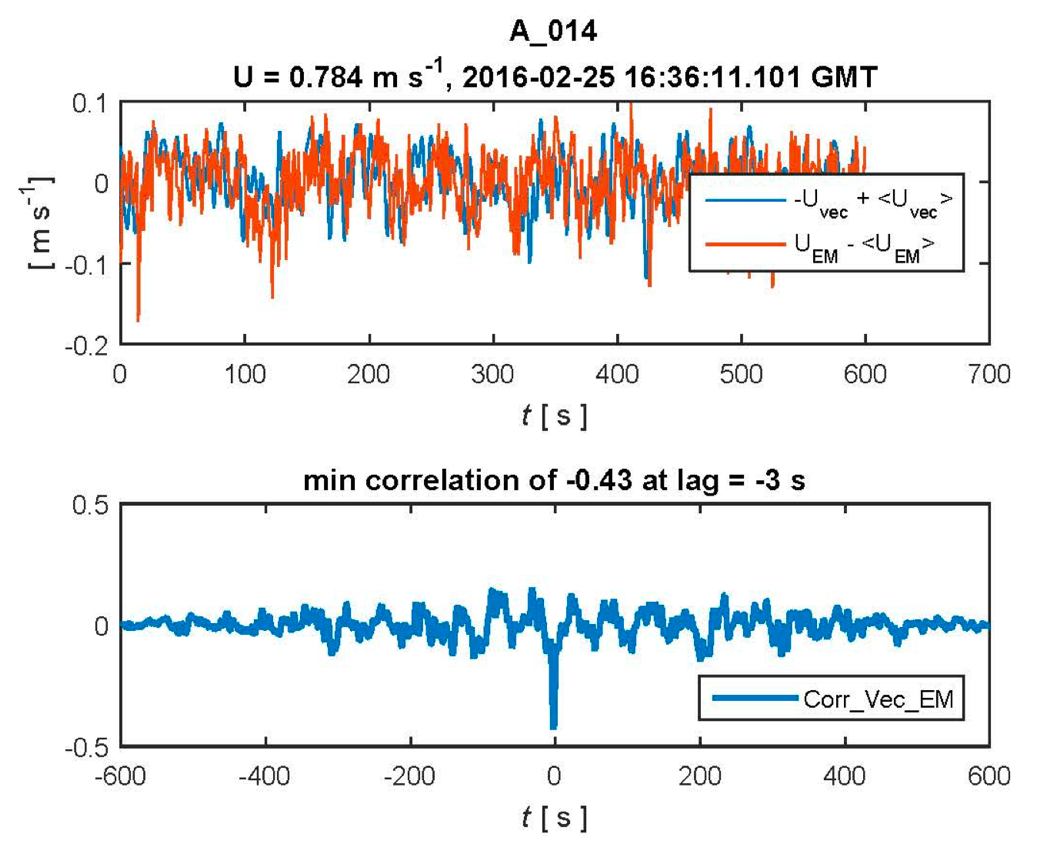 A_014
U = 0.784 m s-1, 2016-02-25 16:36:11.101 GMT
0.1
0
-0.1
-0.2
[ m s-1]
-Uvec + <Uvec>
UEM - <UEM>
0 100 200 300 400 500 600 700
t [ s ]
min correlation of -0.43 at lag = -3 s
0.5
0
-0.5
Corr_Vec_EM
-600 -400 -200 0 200 400 600
t [ s ]